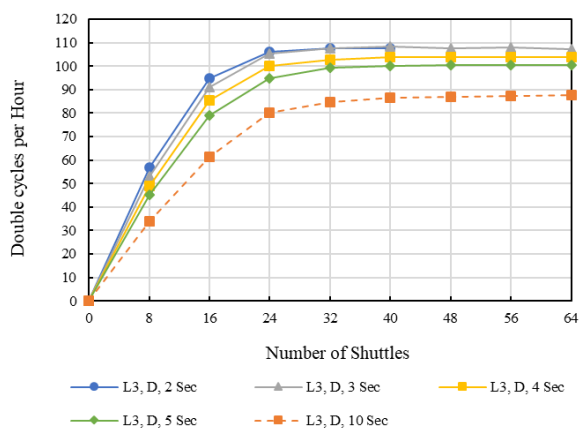 120
110
100
90
80
70
60
50
40
30
20
10
0
Double cycles per Hour
0 8 16 24 32 40 48 56 64
Number of Shuttles
L3, D, 2 Sec L3, D, 3 Sec L3, D, 4 Sec
L3, D, 5 Sec L3, D, 10 Sec